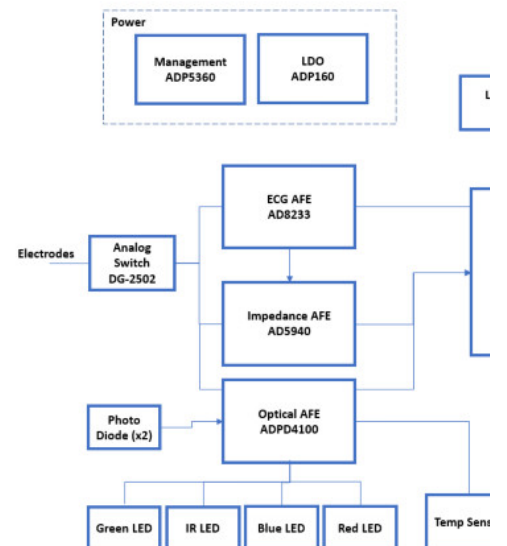 Power
Management
ADP5360
LDO
ADP160
ECG AFE
AD8233
Electrodes
Analog
Switch
DG-2502
Impedance AFE
AD5940
Optical AFE
ADPD4100
Photo
Diode (x2)
Green LED
IR LED
Blue LED
Red LED
Temp